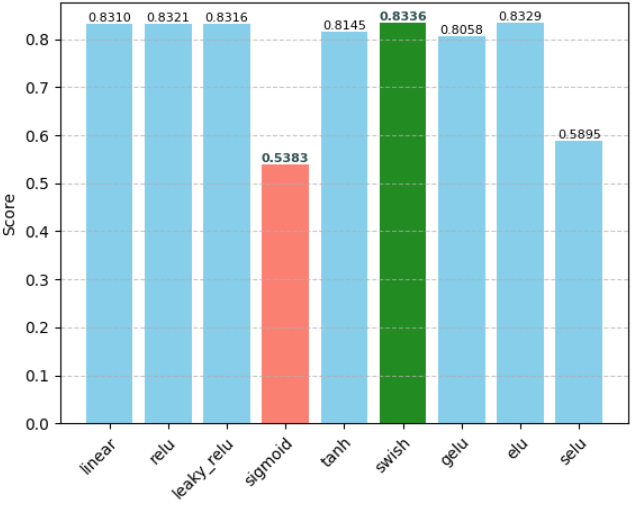 0.8310
0.8321
0.8316
0.5383
0.8145
0.8336
0.8058
0.8329
0.5895
Score
0.8
0.7
0.6
0.5
0.4
0.3
0.2
0.1
0.0
linear
relu
leaky_relu
sigmoid
tanh
swish
gelu
elu
selu